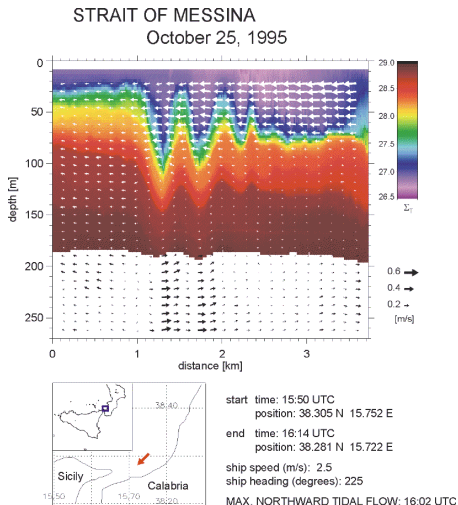 STRAIT OF MESSINA
October 25, 1995
0
50
100
150
200
250
depth [m]
0 1 2 3
distance [km]
29.0
28.5
28.0
27.5
27.0
26.5
Στ
0.6
0.4
0.2
[m/s]
38:40
Sicily
Calabria
15.50 15.70 38:20
start time: 15:50 UTC
position: 38.305 N 15.752 E
end time: 16:14 UTC
position: 38.281 N 15.722 E
ship speed (m/s): 2.5
ship heading (degrees): 225
MAX. NORTHWARD TIDAL FLOW: 16:02 UTC